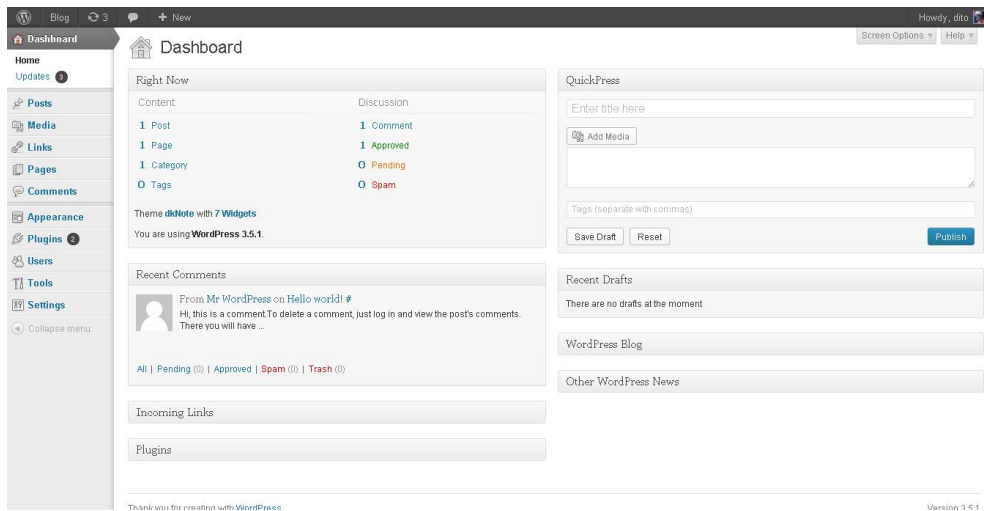 Blog 3 + New Howdy, dito
Dashboard
Home
Updates 3
Posts
Media
Links
Pages
Comments
Appearance
Plugins 2
Users
Tools
Settings
Collapse menu
Screen Options Help
Dashboard
Right Now
Content Discussion
1 Post 1 Comment
1 Page 1 Approved
1 Category 0 Pending
0 Tags 0 Spam
Theme dkNote with 7 Widgets
You are using WordPress 3.5.1.
Recent Comments
From Mr WordPress on Hello world! #
Hi, this is a comment.To delete a comment, just log in and view the post's comments.
There you will have ...
All | Pending (0) | Approved | Spam (0) | Trash (0)
Incoming Links
Plugins
QuickPress
Enter title here
Add Media
Tags (separate with commas)
Save Draft Reset Publish
Recent Drafts
There are no drafts at the moment
WordPress Blog
Other WordPress News
Thank you for creating with WordPress. Version 3.5.1